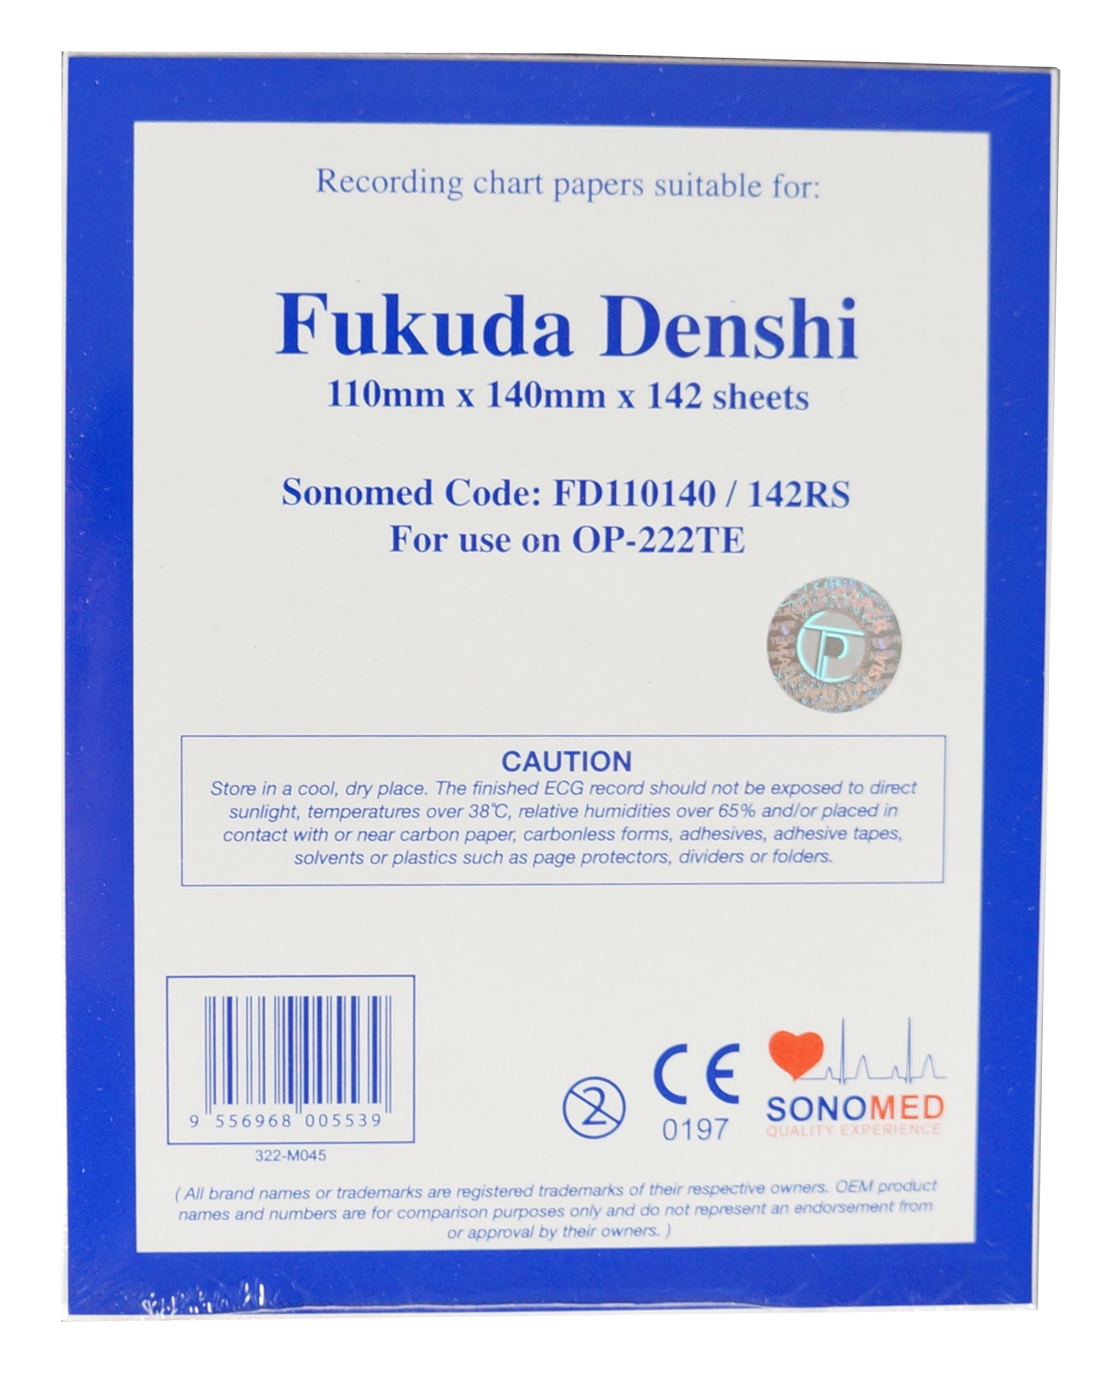 Recording chart papers suitable for:
Fukuda Denshi
110mm x 140mm x 142 sheets
Sonomed Code: FD110140 / 142RS
For use on OP-222TE
TP
CAUTION
Store in a cool, dry place. The finished ECG record should not be exposed to direct
sunlight, temperatures over 38℃, relative humidities over 65% and/or placed in
contact with or near carbon paper, carbonless forms, adhesives, adhesive tapes,
solvents or plastics such as page protectors, dividers or folders.
9 556968 005539
322-M045
2
CE
0197
SONOMED
QUALITY EXPERIENCE
( All brand names or trademarks are registered trademarks of their respective owners. OEM product
names and numbers are for comparison purposes only and do not represent an endorsement from
or approval by their owners. )